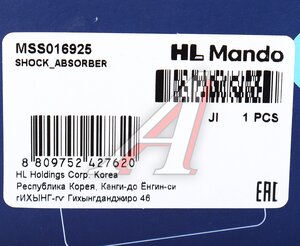 MSS016925
SHOCK_ABSORBER
HL Mando
JI 1 PCS
8 809752 427620
HL Holdings Corp. Korea
Республика Корея, Кенги-до Ёнгин-си
гИХЫНГ-гу Гихынгданджиро 46
EAC